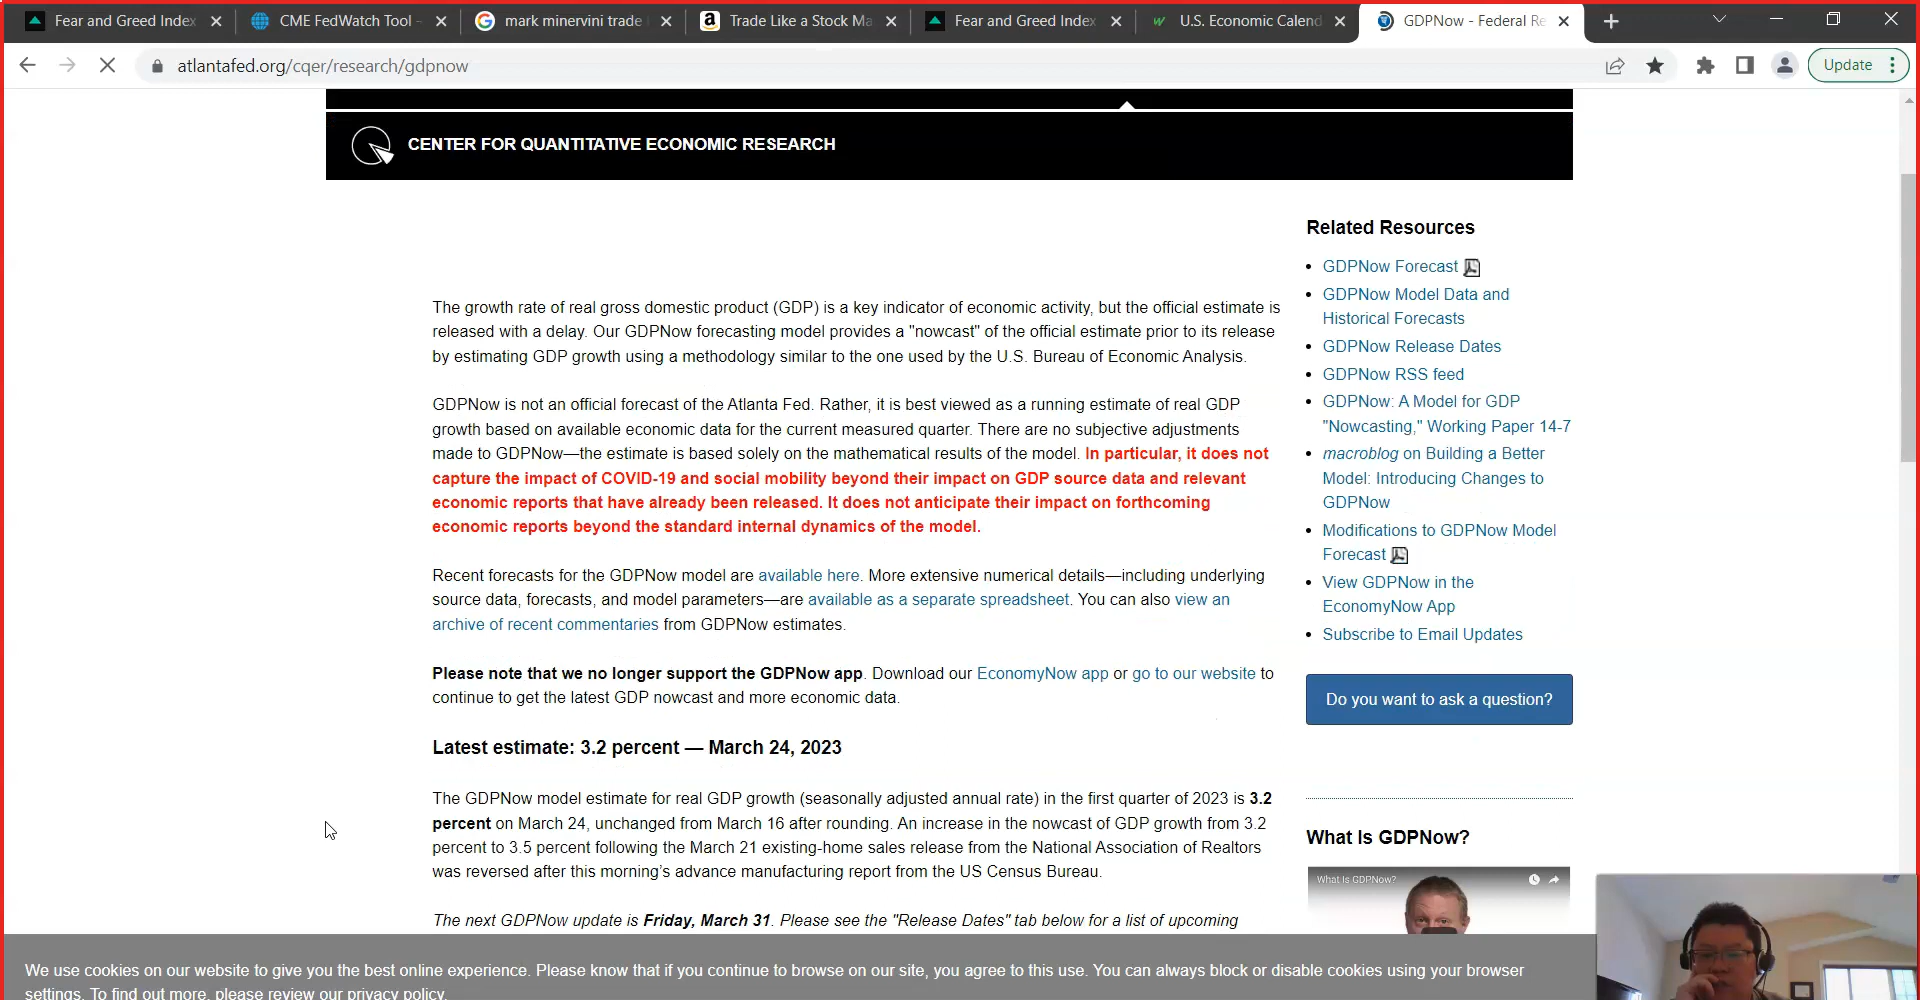 Fear and Greed Index
CME FedWatch Tool -
mark minervini trade
Trade Like a Stock Ma
Fear and Greed Index
U.S. Economic Calend
GDPNow - Federal Re
atlantafed.org/cqer/research/gdpnow
Update
CENTER FOR QUANTITATIVE ECONOMIC RESEARCH
The growth rate of real gross domestic product (GDP) is a key indicator of economic activity, but the official estimate is
released with a delay. Our GDPNow forecasting model provides a "nowcast" of the official estimate prior to its release
by estimating GDP growth using a methodology similar to the one used by the U.S. Bureau of Economic Analysis.
GDPNow is not an official forecast of the Atlanta Fed. Rather, it is best viewed as a running estimate of real GDP
growth based on available economic data for the current measured quarter. There are no subjective adjustments
made to GDPNow—the estimate is based solely on the mathematical results of the model. In particular, it does not
capture the impact of COVID-19 and social mobility beyond their impact on GDP source data and relevant
economic reports that have already been released. It does not anticipate their impact on forthcoming
economic reports beyond the standard internal dynamics of the model.
Recent forecasts for the GDPNow model are available here. More extensive numerical details—including underlying
source data, forecasts, and model parameters—are available as a separate spreadsheet. You can also view an
archive of recent commentaries from GDPNow estimates.
Please note that we no longer support the GDPNow app. Download our EconomyNow app or go to our website to
continue to get the latest GDP nowcast and more economic data.
Latest estimate: 3.2 percent — March 24, 2023
The GDPNow model estimate for real GDP growth (seasonally adjusted annual rate) in the first quarter of 2023 is 3.2
percent on March 24, unchanged from March 16 after rounding. An increase in the nowcast of GDP growth from 3.2
percent to 3.5 percent following the March 21 existing-home sales release from the National Association of Realtors
was reversed after this morning's advance manufacturing report from the US Census Bureau.
The next GDPNow update is Friday, March 31. Please see the "Release Dates" tab below for a list of upcoming
Related Resources
GDPNow Forecast
GDPNow Model Data and
Historical Forecasts
GDPNow Release Dates
GDPNow RSS feed
GDPNow: A Model for GDP
"Nowcasting," Working Paper 14-7
macroblog on Building a Better
Model: Introducing Changes to
GDPNow
Modifications to GDPNow Model
Forecast
View GDPNow in the
EconomyNow App
Subscribe to Email Updates
Do you want to ask a question?
What Is GDPNow?
What Is GDPNow?
We use cookies on our website to give you the best online experience. Please know that if you continue to browse on our site, you agree to this use. You can always block or disable cookies using your browser
settings. To find out more, please review our privacy policy.